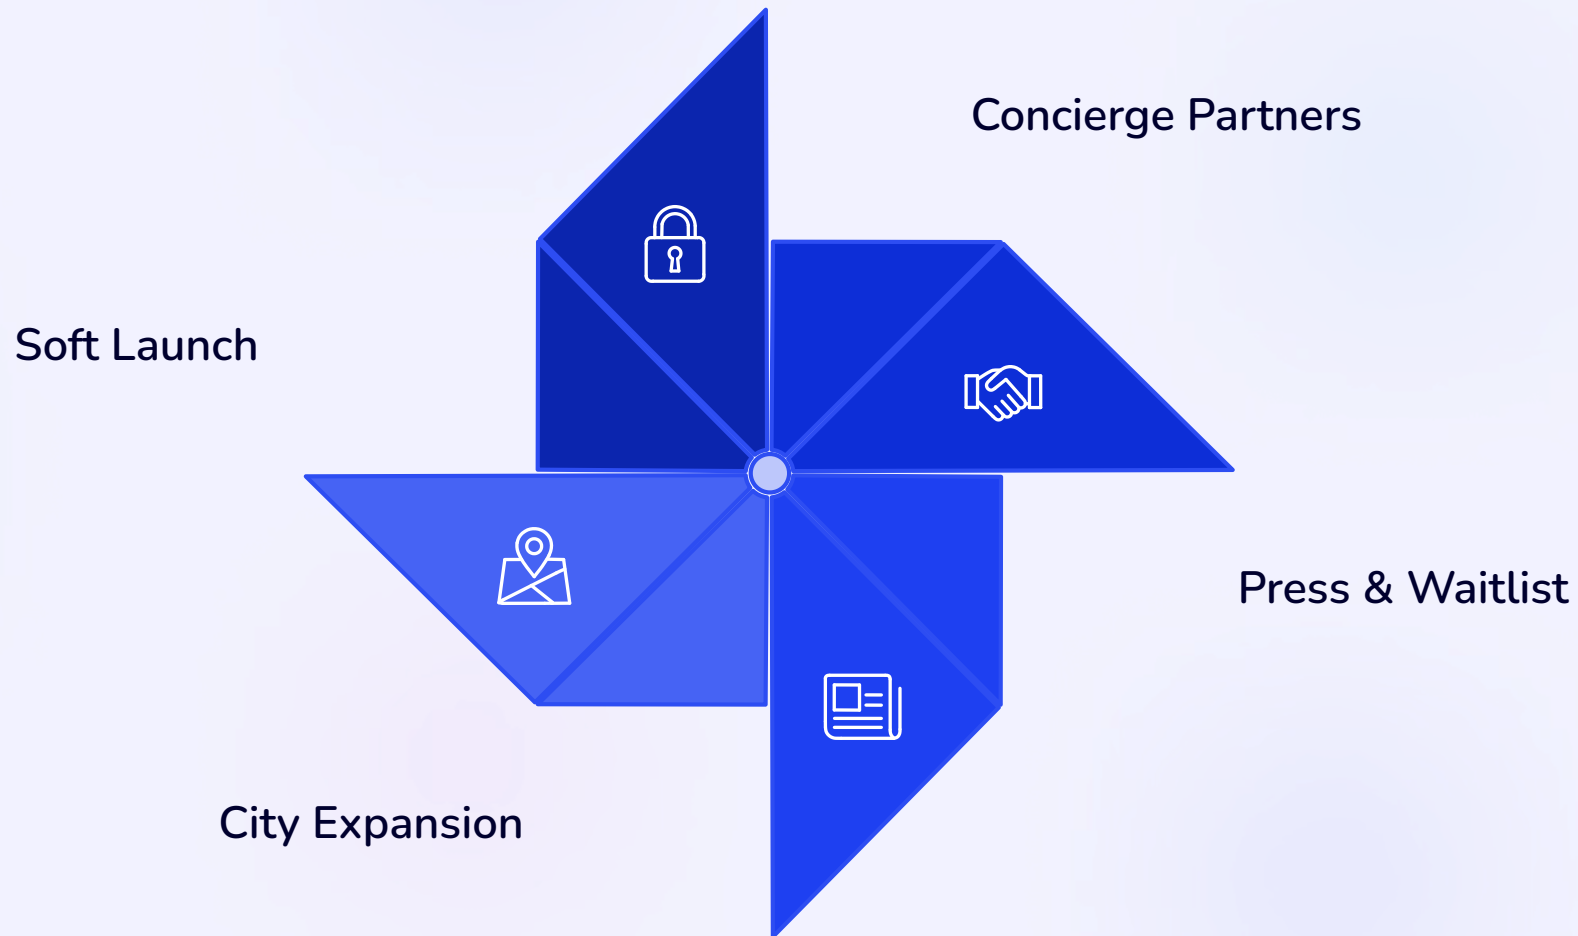 Concierge Partners
Soft Launch
Press & Waitlist
City Expansion